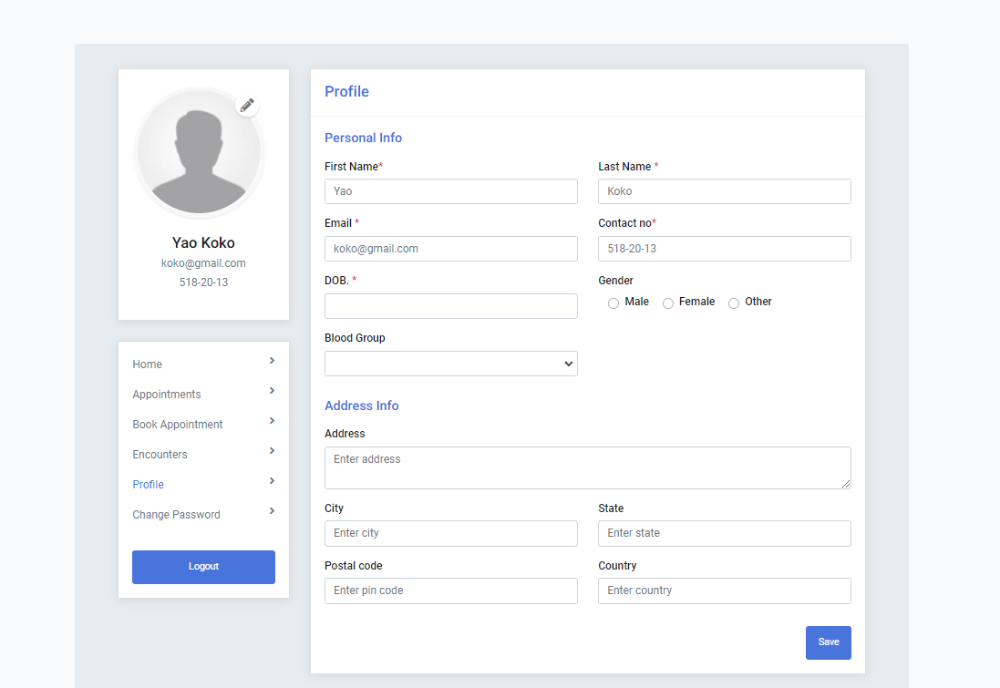 Yao Koko
koko@gmail.com
518-20-13
Home
Appointments
Book Appointment
Encounters
Profile
Change Password
Logout
Profile
Personal Info
First Name* Last Name *
Yao Koko
Email * Contact no*
koko@gmail.com 518-20-13
DOB. * Gender
Male Female Other
Blood Group
Address Info
Address
Enter address
City State
Enter city Enter state
Postal code Country
Enter pin code Enter country
Save